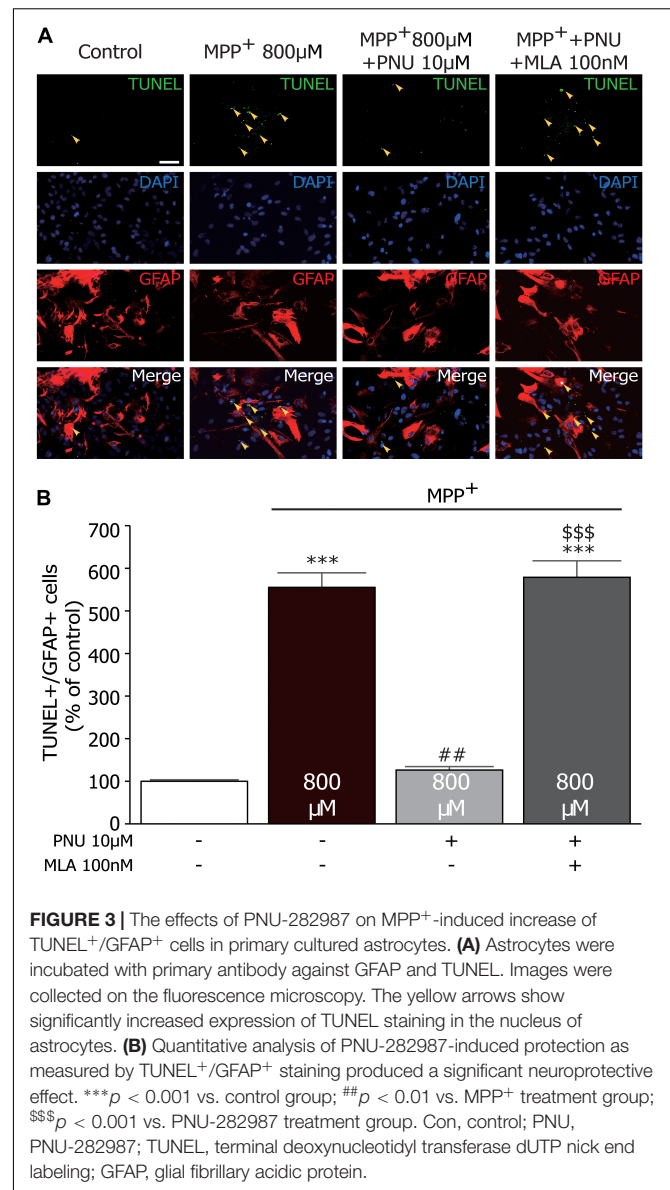 A
Control
MPP+ 800µM
MPP+800µM
+PNU 10µM
MPP+ +PNU
+MLA 100nM
TUNEL TUNEL TUNEL TUNEL
DAPI DAPI DAPI DAPI
GFAP GFAP GFAP GFAP
Merge Merge Merge Merge
B
MPP+
TUNEL+/GFAP+ cells
(% of control)
700
600
500
400
300
200
100
0
***
##
$$$
***
800
µM
800
µM
800
µM
PNU 10µM - - + +
MLA 100nM - - - +
FIGURE 3 | The effects of PNU-282987 on MPP+-induced increase of
TUNEL+/GFAP+ cells in primary cultured astrocytes. (A) Astrocytes were
incubated with primary antibody against GFAP and TUNEL. Images were
collected on the fluorescence microscopy. The yellow arrows show
significantly increased expression of TUNEL staining in the nucleus of
astrocytes. (B) Quantitative analysis of PNU-282987-induced protection as
measured by TUNEL+/GFAP+ staining produced a significant neuroprotective
effect. ***p < 0.001 vs. control group; ##p < 0.01 vs. MPP+ treatment group;
$$$p < 0.001 vs. PNU-282987 treatment group. Con, control; PNU,
PNU-282987; TUNEL, terminal deoxynucleotidyl transferase dUTP nick end
labeling; GFAP, glial fibrillary acidic protein.